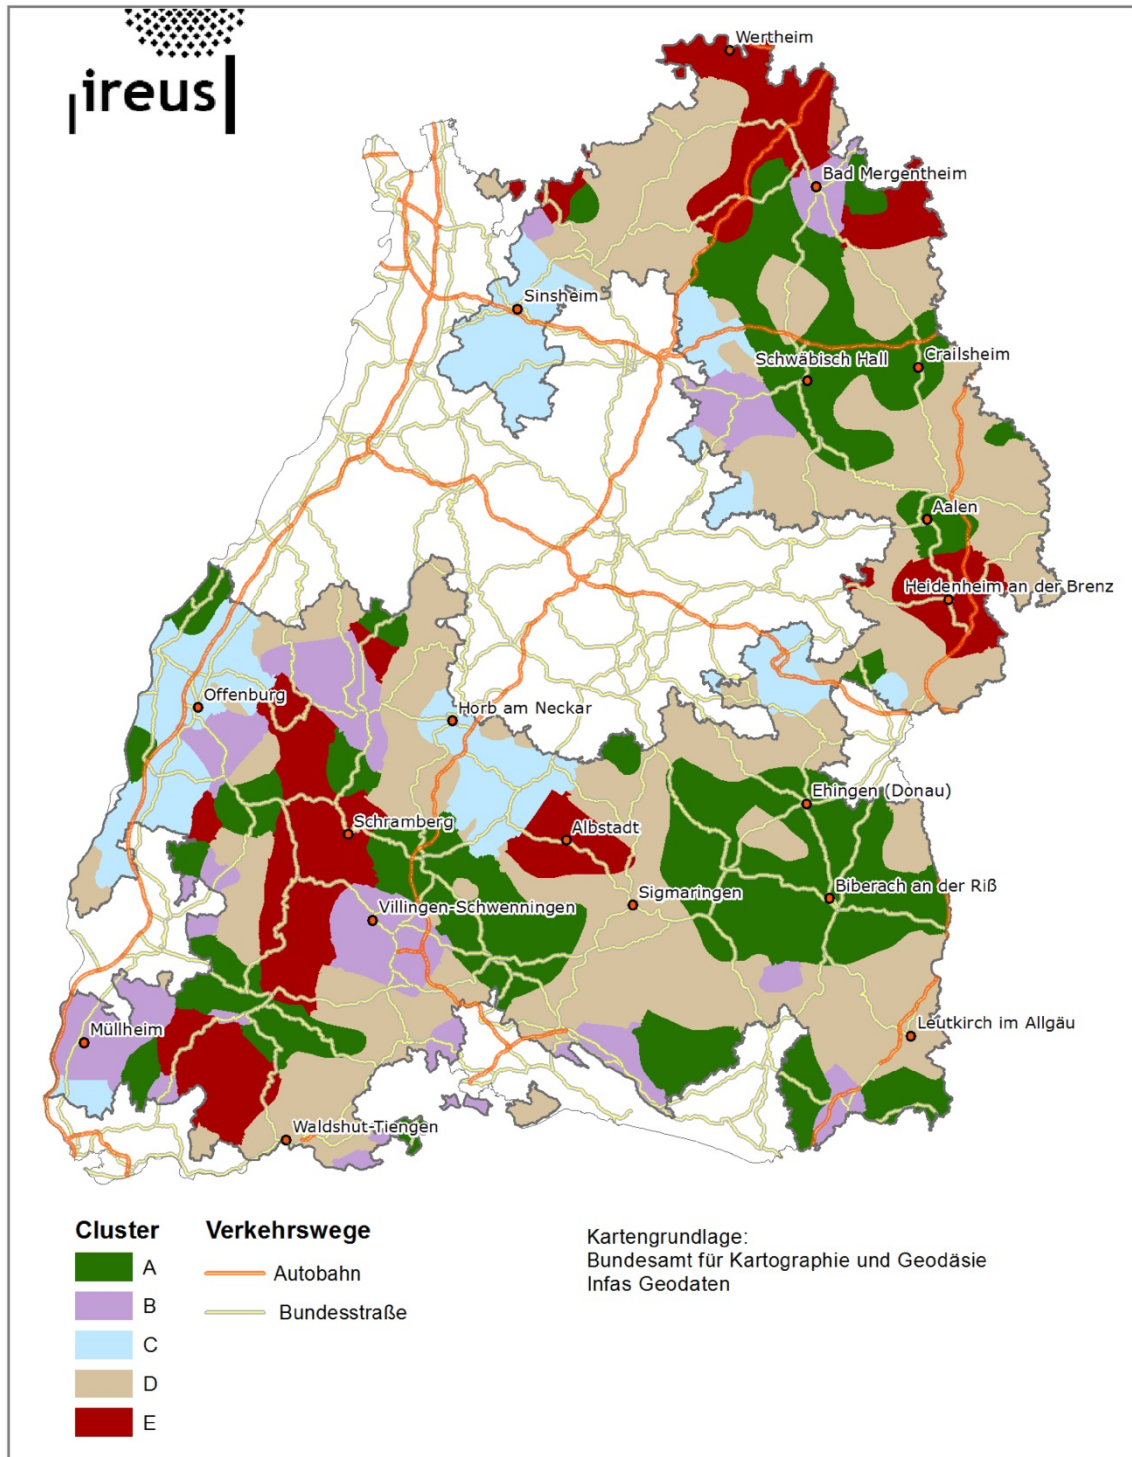 ireus
Wertheim
Bad Mergentheim
Sinsheim
Schwäbisch Hall
Crailsheim
Aalen
Heidenheim an der Brenz
Offenburg
Horb am Neckar
Ehingen (Donau)
Schramberg
Albstadt
Biberach an der Riß
Sigmaringen
Villingen-Schwenningen
Müllheim
Leutkirch im Allgäu
Waldshut-Tiengen
Cluster
A
B
C
D
E
Verkehrswege
Autobahn
Bundesstraße
Kartengrundlage:
Bundesamt für Kartographie und Geodäsie
Infas Geodaten